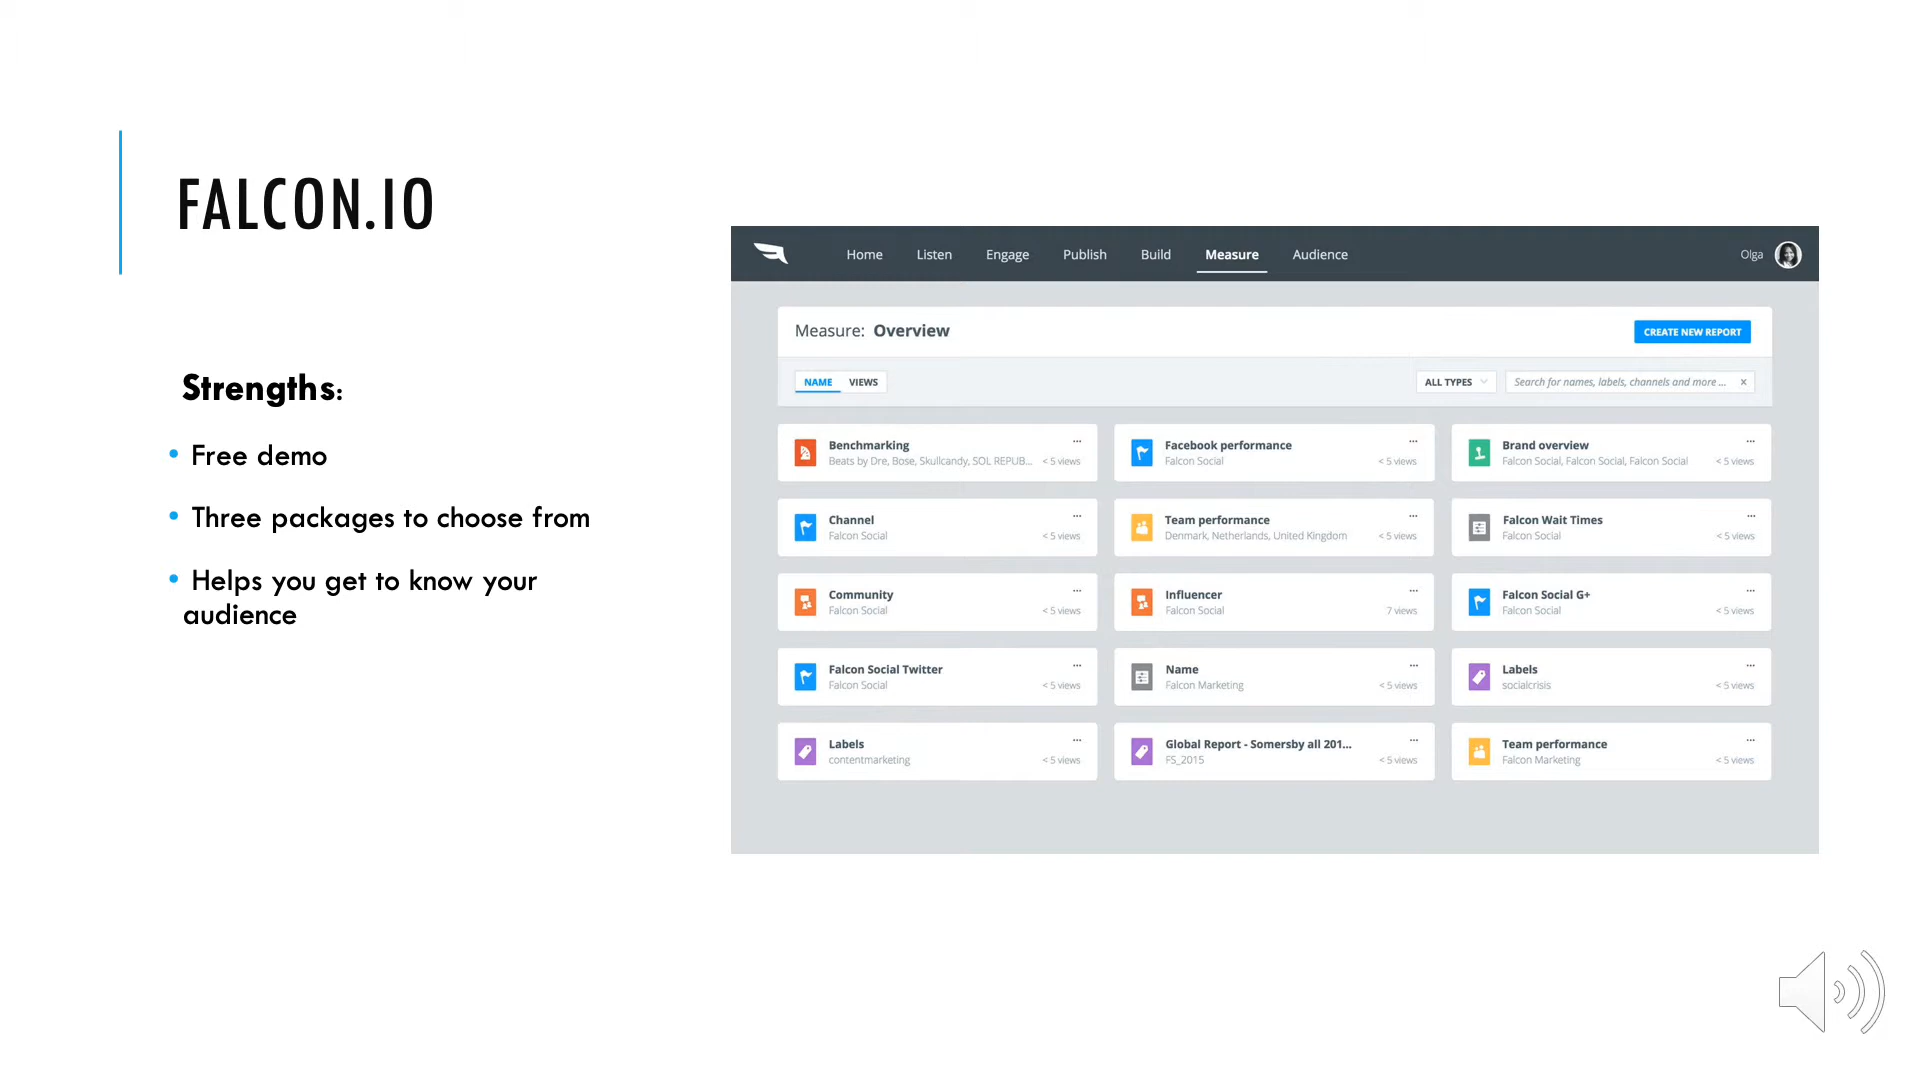 FALCON.IO
Strengths:
• Free demo
• Three packages to choose from
• Helps you get to know your
audience
Home Listen Engage Publish Build Measure Audience Olga
Measure: Overview CREATE NEW REPORT
NAME VIEWS ALL TYPES Search for names, labels, channels and more ... ×
Benchmarking ...
Beats by Dre, Bose, Skullcandy, SOL REPUB... < 5 views
Facebook performance ...
Falcon Social < 5 views
Brand overview ...
Falcon Social, Falcon Social, Falcon Social < 5 views
Channel ...
Falcon Social < 5 views
Team performance ...
Denmark, Netherlands, United Kingdom < 5 views
Falcon Wait Times ...
Falcon Social < 5 views
Community ...
Falcon Social < 5 views
Influencer ...
Falcon Social 7 views
Falcon Social G+ ...
Falcon Social < 5 views
Falcon Social Twitter ...
Falcon Social < 5 views
Name ...
Falcon Marketing < 5 views
Labels ...
socialcrisis < 5 views
Labels ...
contentmarketing < 5 views
Global Report - Somersby all 201... ...
FS_2015 < 5 views
Team performance ...
Falcon Marketing < 5 views